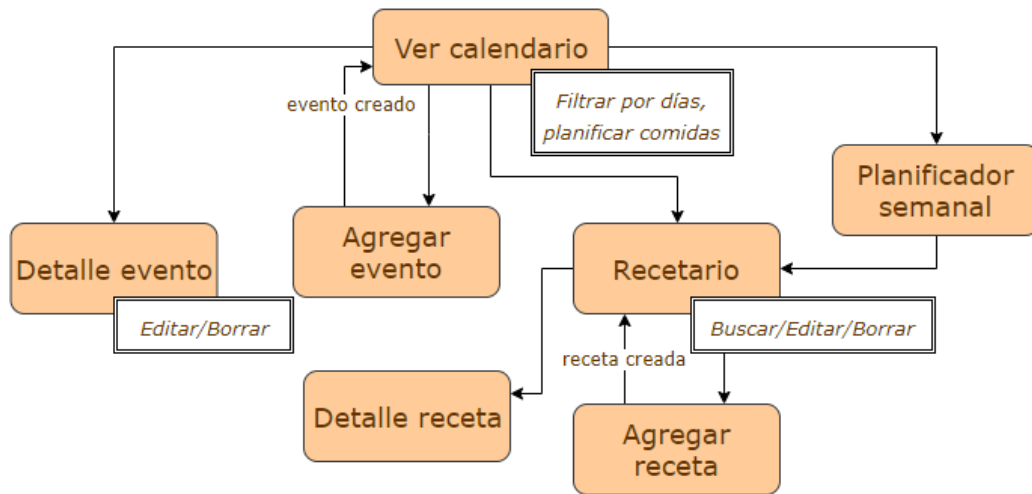 Ver calendario
evento creado
Filtrar por días,
planificar comidas
Planificador
semanal
Detalle evento
Agregar
evento
Recetario
Editar/Borrar
Buscar/Editar/Borrar
receta creada
Detalle receta
Agregar
receta